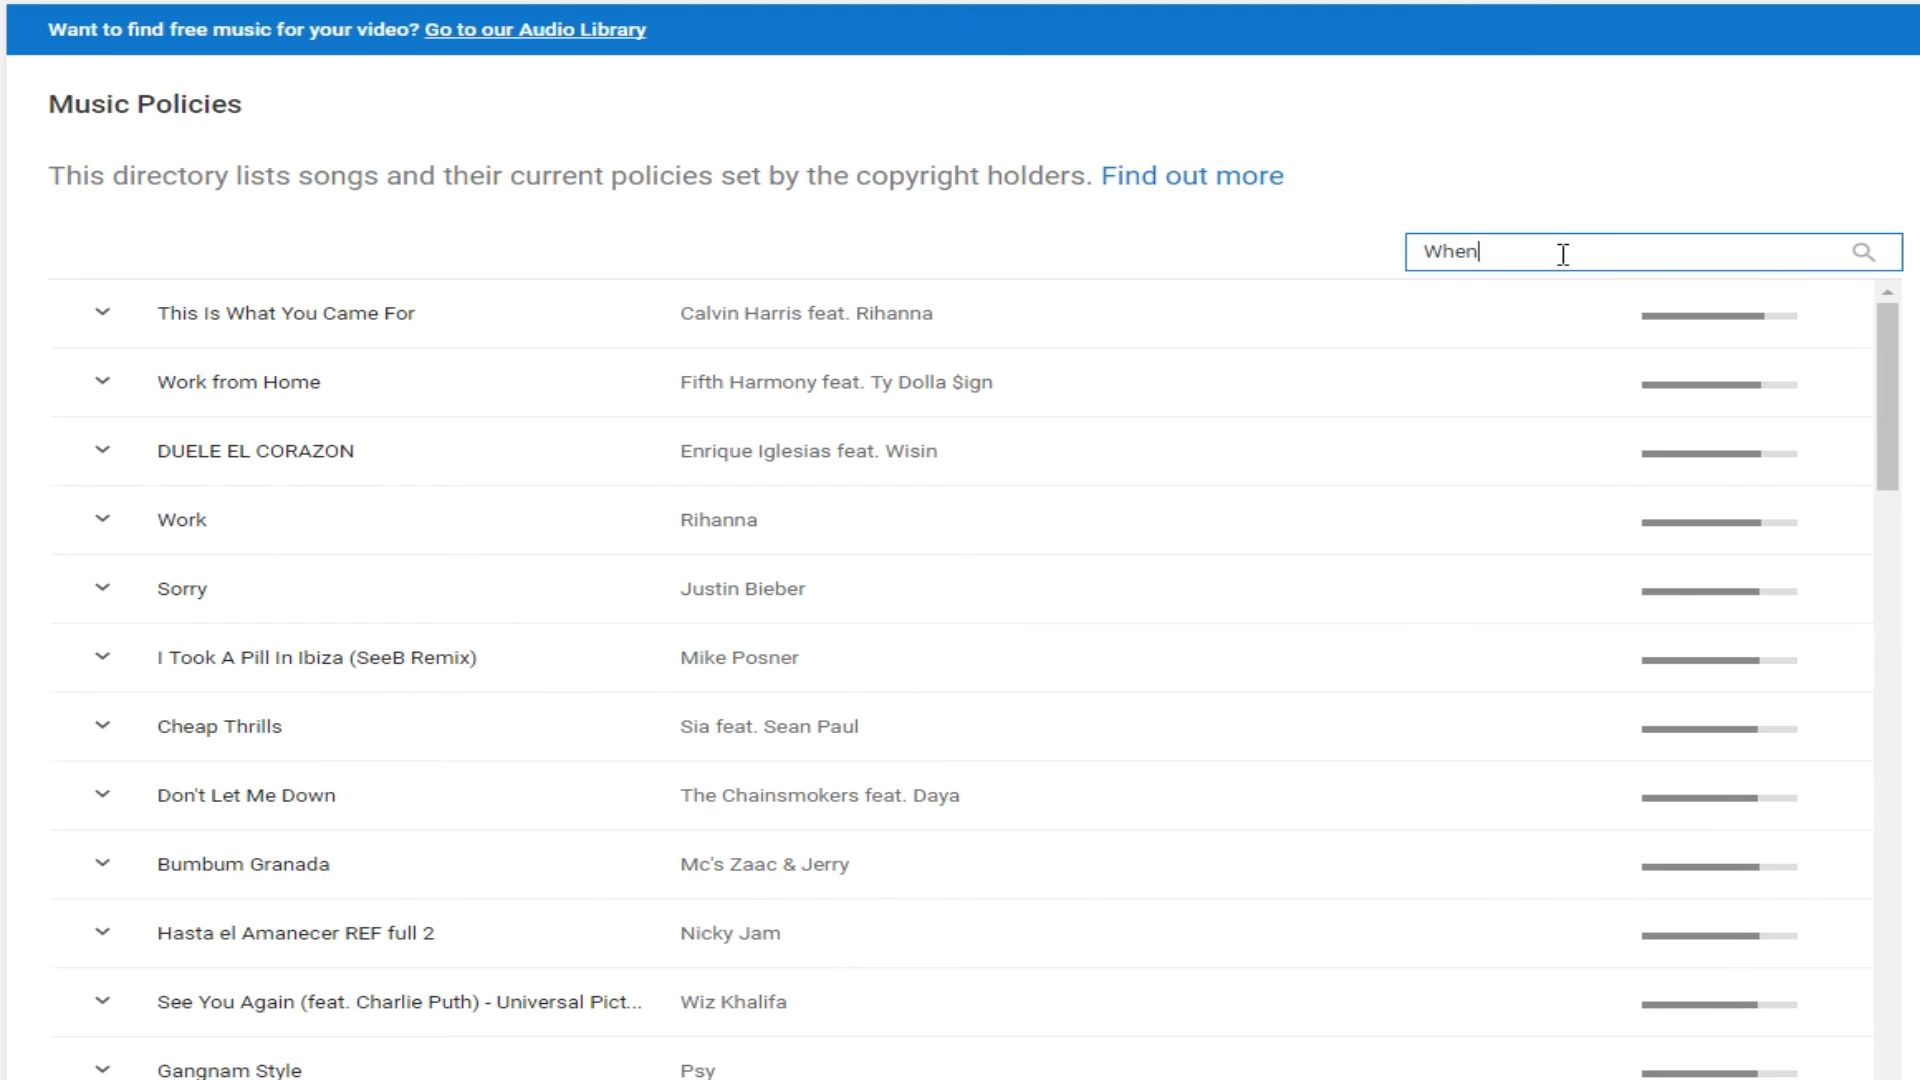 Want to find free music for your video? Go to our Audio Library
Music Policies
This directory lists songs and their current policies set by the copyright holders. Find out more
When
This Is What You Came For Calvin Harris feat. Rihanna
Work from Home Fifth Harmony feat. Ty Dolla $ign
DUELE EL CORAZON Enrique Iglesias feat. Wisin
Work Rihanna
Sorry Justin Bieber
I Took A Pill In Ibiza (SeeB Remix) Mike Posner
Cheap Thrills Sia feat. Sean Paul
Don't Let Me Down The Chainsmokers feat. Daya
Bumbum Granada Mc's Zaac & Jerry
Hasta el Amanecer REF full 2 Nicky Jam
See You Again (feat. Charlie Puth) - Universal Pict... Wiz Khalifa
Gangnam Style Psy